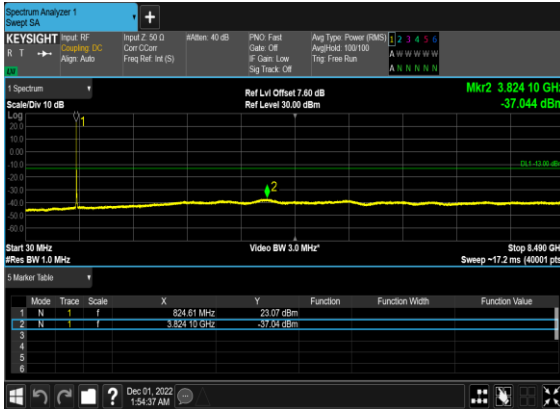 Spectrum Analyzer 1
Swept SA
+
KEYSIGHT Input: RF Input Z: 50 Ω #Atten: 40 dB PNO: Fast Avg Type: Power (RMS) 1 2 3 4 5 6
R T Coupling: DC Corr CCorr Gate: Off Avg|Hold: 100/100 A W W W W W
Align: Auto Freq Ref: Int (S) IF Gain: Low Trig: Free Run
Sig Track: Off A N N N N N
1 Spectrum
Ref Lvl Offset 7.60 dB Mkr2 3.824 10 GHz
Scale/Div 10 dB Ref Level 30.00 dBm -37.044 dBm
Log
1
20.0
10.0
0.00
-10.0
DL1 -13.00 dBm
-20.0
-30.0
2
-40.0
-50.0
-60.0
Start 30 MHz Video BW 3.0 MHz* Stop 8.490 GHz
#Res BW 1.0 MHz Sweep ~17.2 ms (40001 pts)
5 Marker Table
Mode Trace Scale X Y Function Function Width Function Value
1 N 1 f 824.61 MHz 23.07 dBm
2 N 1 f 3.824 10 GHz -37.04 dBm
3
4
5
6
?
Dec 01, 2022
1:54:37 AM